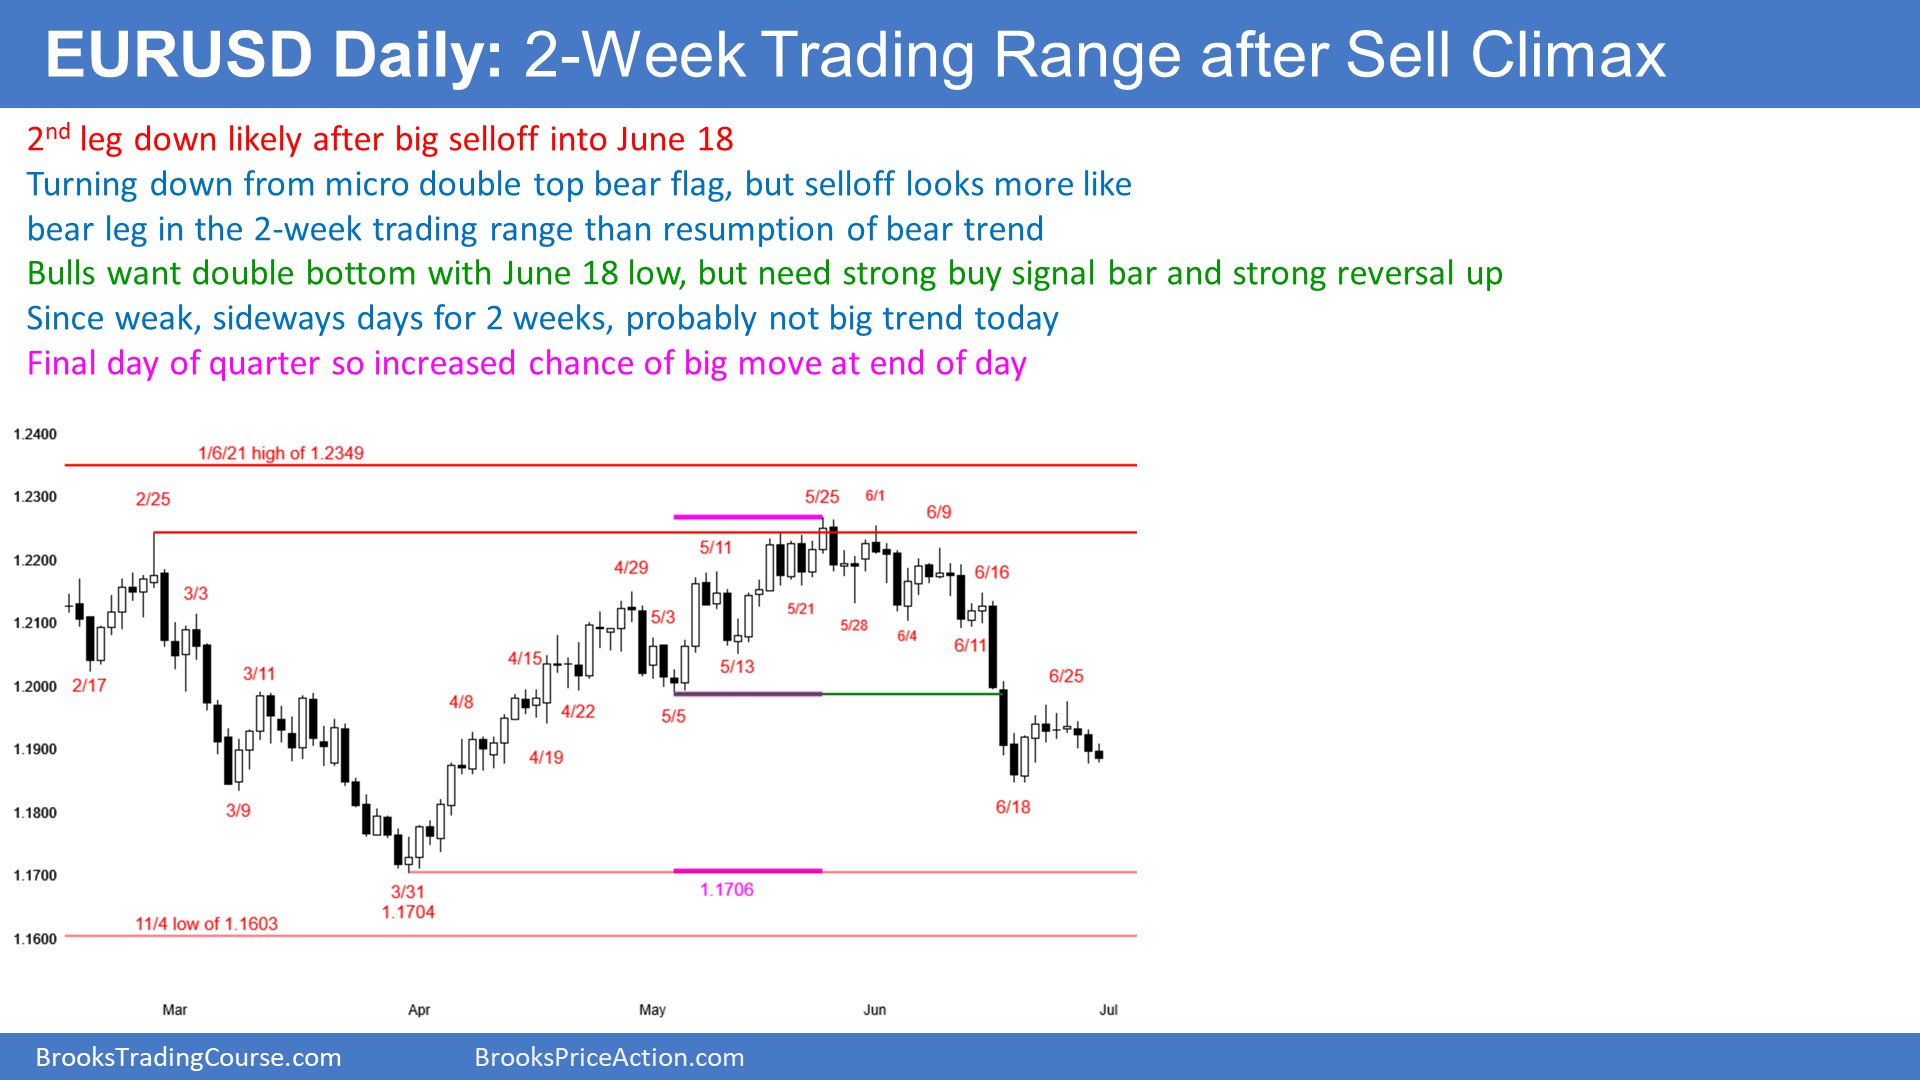 EURUSD Daily: 2-Week Trading Range after Sell Climax
2nd leg down likely after big selloff into June 18
Turning down from micro double top bear flag, but selloff looks more like
bear leg in the 2-week trading range than resumption of bear trend
Bulls want double bottom with June 18 low, but need strong buy signal bar and strong reversal up
Since weak, sideways days for 2 weeks, probably not big trend today
Final day of quarter so increased chance of big move at end of day
1.2400
1/6/21 high of 1.2349
1.2300
2/25
5/25
6/1
6/9
1.2200
5/11
4/29
6/16
3/3
5/3
5/21
1.2100
5/28
6/4
6/11
4/15
5/13
3/11
6/25
2/17
1.2000
4/8
4/22
5/5
1.1900
4/19
3/9
6/18
1.1800
1.1700
3/31
1.1704
1.1706
11/4 low of 1.1603
1.1600
Mar
Apr
May
Jun
Jul
BrooksTradingCourse.com
BrooksPriceAction.com